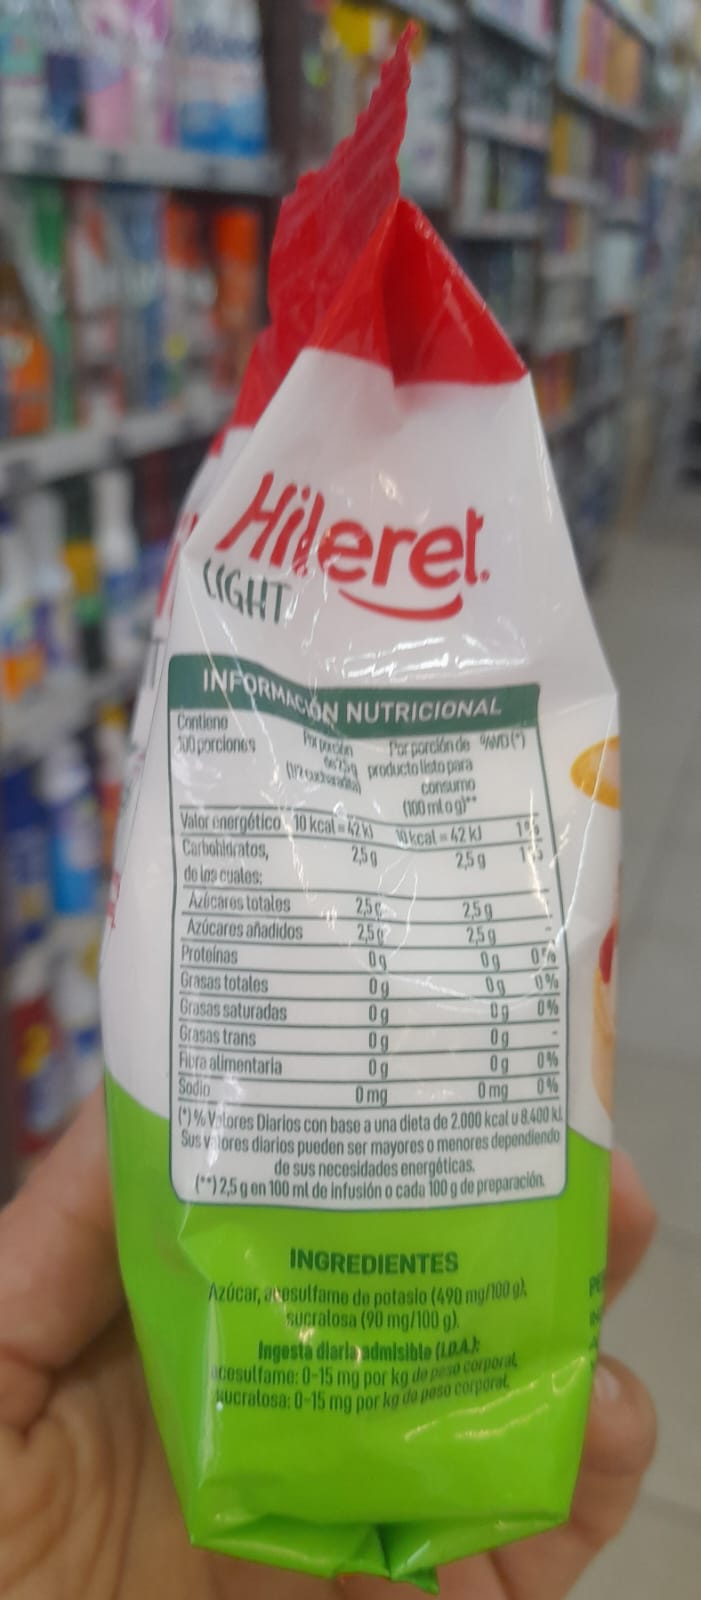 Hileret
LIGHT
INFORMACIÓN NUTRICIONAL
Contiene
100 porciones
Por porción
de 2,5 g
(1/2 cucharadita)
Por porción de
producto listo para
consumo
(100 ml o g)**
%VD(*)
Valor energético 10 kcal = 42 kJ 10 kcal = 42 kJ 1%
Carbohidratos, 2,5 g 2,5 g 1%
de los cuales:
Azúcares totales 2,5 g 2,5 g
Azúcares añadidos 2,5 g 2,5 g -
Proteínas 0 g 0 g 0%
Grasas totales 0 g 0 g 0%
Grasas saturadas 0 g 0 g 0%
Grasas trans 0 g 0 g -
Fibra alimentaria 0 g 0 g 0%
Sodio 0 mg 0 mg 0%
(*) % Valores Diarios con base a una dieta de 2.000 kcal u 8.400 kJ.
Sus valores diarios pueden ser mayores o menores dependiendo
de sus necesidades energéticas.
(**) 2,5 g en 100 ml de infusión o cada 100 g de preparación.
INGREDIENTES
Azúcar, acesulfame de potasio (490 mg/100 g),
sucralosa (90 mg/100 g).
Ingesta diaria admisible (I.D.A.):
acesulfame: 0-15 mg por kg de peso corporal,
sucralosa: 0-15 mg por kg de peso corporal.